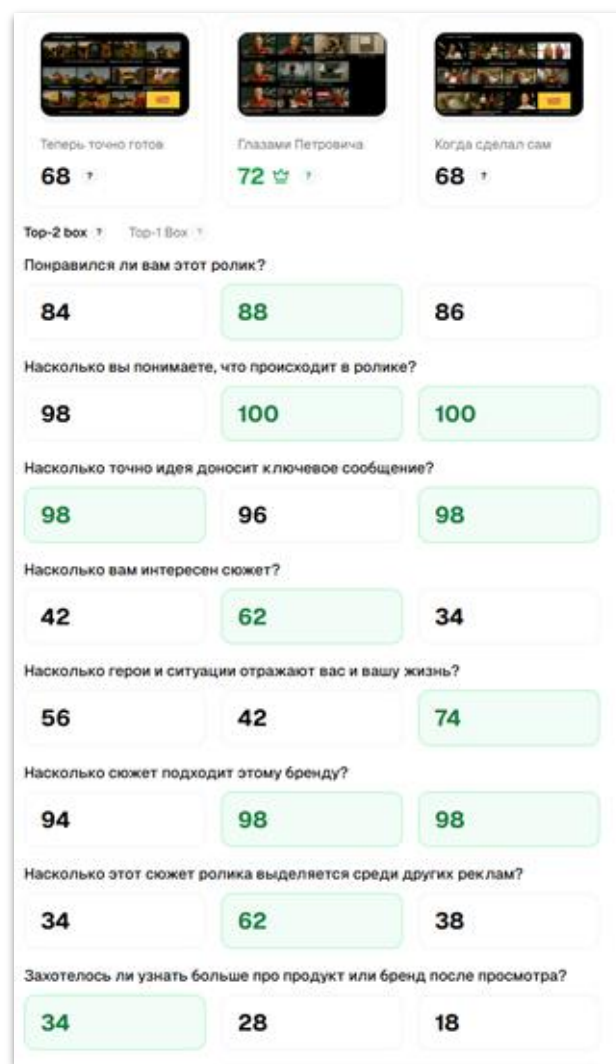 Теперь точно готов
Глазами Петровича
Когда сделал сам
68 ?
72 ?
68 ?
Top-2 box ? Top-1 Box ?
Понравился ли вам этот ролик?
84
88
86
Насколько вы понимаете, что происходит в ролике?
98
100
100
Насколько точно идея доносит ключевое сообщение?
98
96
98
Насколько вам интересен сюжет?
42
62
34
Насколько герои и ситуации отражают вас и вашу жизнь?
56
42
74
Насколько сюжет подходит этому бренду?
94
98
98
Насколько этот сюжет ролика выделяется среди других реклам?
34
62
38
Захотелось ли узнать больше про продукт или бренд после просмотра?
34
28
18